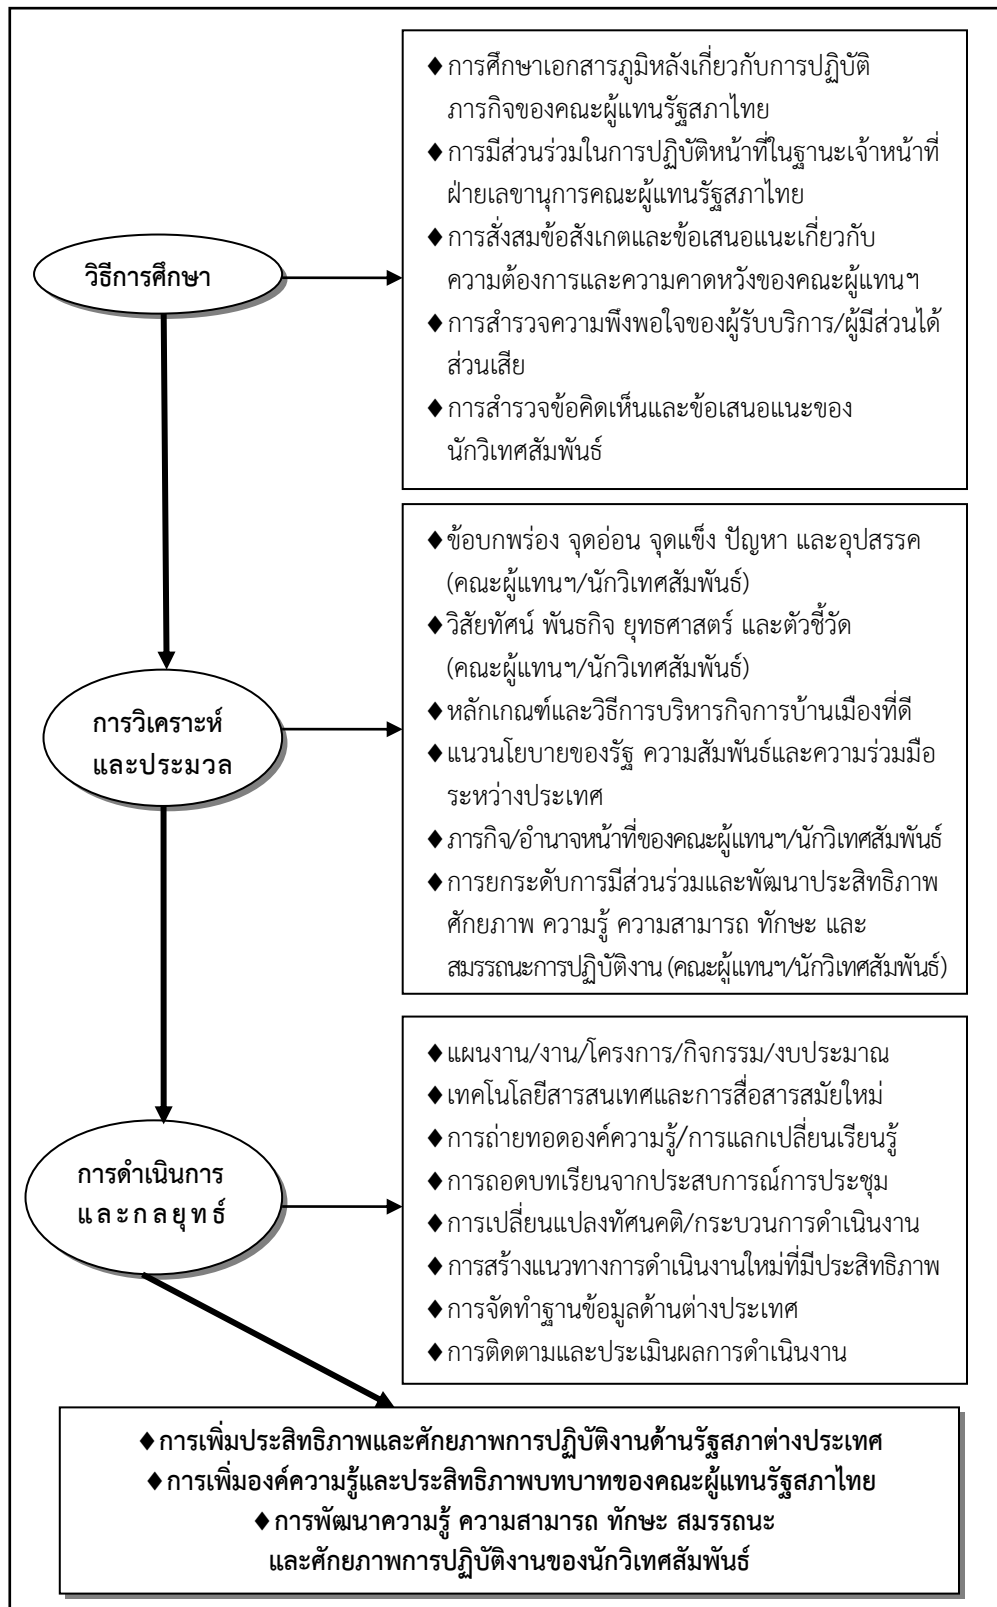 วิธีการศึกษา
♦ การศึกษาเอกสารภูมิหลังเกี่ยวกับการปฏิบัติ
ภารกิจของคณะผู้แทนรัฐสภาไทย
♦ การมีส่วนร่วมในการปฏิบัติหน้าที่ในฐานะเจ้าหน้าที่
ฝ่ายเลขานุการคณะผู้แทนรัฐสภาไทย
♦ การสั่งสมข้อสังเกตและข้อเสนอแนะเกี่ยวกับ
ความต้องการและความคาดหวังของคณะผู้แทนฯ
♦ การสำรวจความพึงพอใจของผู้รับบริการ/ผู้มีส่วนได้
ส่วนเสีย
♦ การสำรวจข้อคิดเห็นและข้อเสนอแนะของ
นักวิเทศสัมพันธ์
การวิเคราะห์
และประมวล
♦ ข้อบกพร่อง จุดอ่อน จุดแข็ง ปัญหา และอุปสรรค
(คณะผู้แทนฯ/นักวิเทศสัมพันธ์)
♦ วิสัยทัศน์ พันธกิจ ยุทธศาสตร์ และตัวชี้วัด
(คณะผู้แทนฯ/นักวิเทศสัมพันธ์)
♦ หลักเกณฑ์และวิธีการบริหารกิจการบ้านเมืองที่ดี
♦ แนวนโยบายของรัฐ ความสัมพันธ์และความร่วมมือ
ระหว่างประเทศ
♦ ภารกิจ/อำนาจหน้าที่ของคณะผู้แทนฯ/นักวิเทศสัมพันธ์
♦ การยกระดับการมีส่วนร่วมและพัฒนาประสิทธิภาพ
ศักยภาพ ความรู้ ความสามารถ ทักษะ และ
สมรรถนะการปฏิบัติงาน (คณะผู้แทนฯ/นักวิเทศสัมพันธ์)
การดำเนินการ
และกลยุทธ์
♦ แผนงาน/งาน/โครงการ/กิจกรรม/งบประมาณ
♦ เทคโนโลยีสารสนเทศและการสื่อสารสมัยใหม่
♦ การถ่ายทอดองค์ความรู้/การแลกเปลี่ยนเรียนรู้
♦ การถอดบทเรียนจากประสบการณ์การประชุม
♦ การเปลี่ยนแปลงทัศนคติ/กระบวนการดำเนินงาน
♦ การสร้างแนวทางการดำเนินงานใหม่ที่มีประสิทธิภาพ
♦ การจัดทำฐานข้อมูลด้านต่างประเทศ
♦ การติดตามและประเมินผลการดำเนินงาน
♦ การเพิ่มประสิทธิภาพและศักยภาพการปฏิบัติงานด้านรัฐสภาต่างประเทศ
♦ การเพิ่มองค์ความรู้และประสิทธิภาพบทบาทของคณะผู้แทนรัฐสภาไทย
♦ การพัฒนาความรู้ ความสามารถ ทักษะ สมรรถนะ
และศักยภาพการปฏิบัติงานของนักวิเทศสัมพันธ์